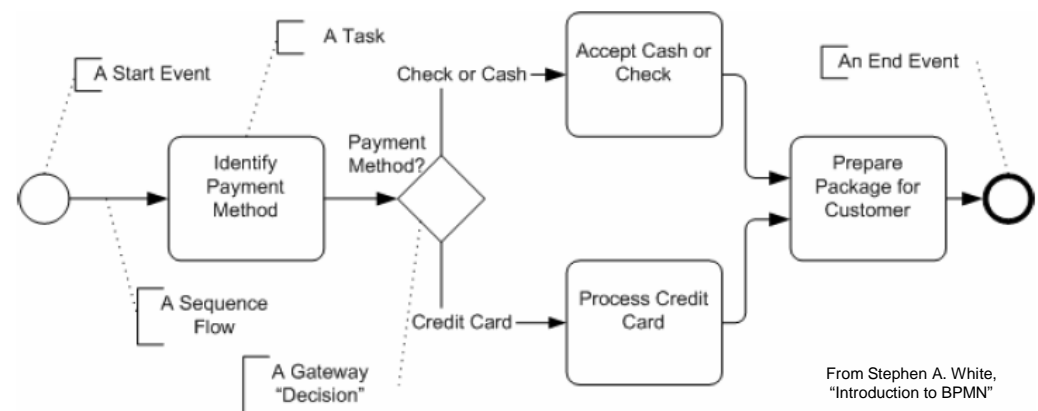 A Start Event
A Task
Identify
Payment
Method
A Sequence
Flow
Payment
Method?
A Gateway
“Decision”
Check or Cash
Accept Cash or
Check
Credit Card
Process Credit
Card
Prepare
Package for
Customer
An End Event
From Stephen A. White,
“Introduction to BPMN”